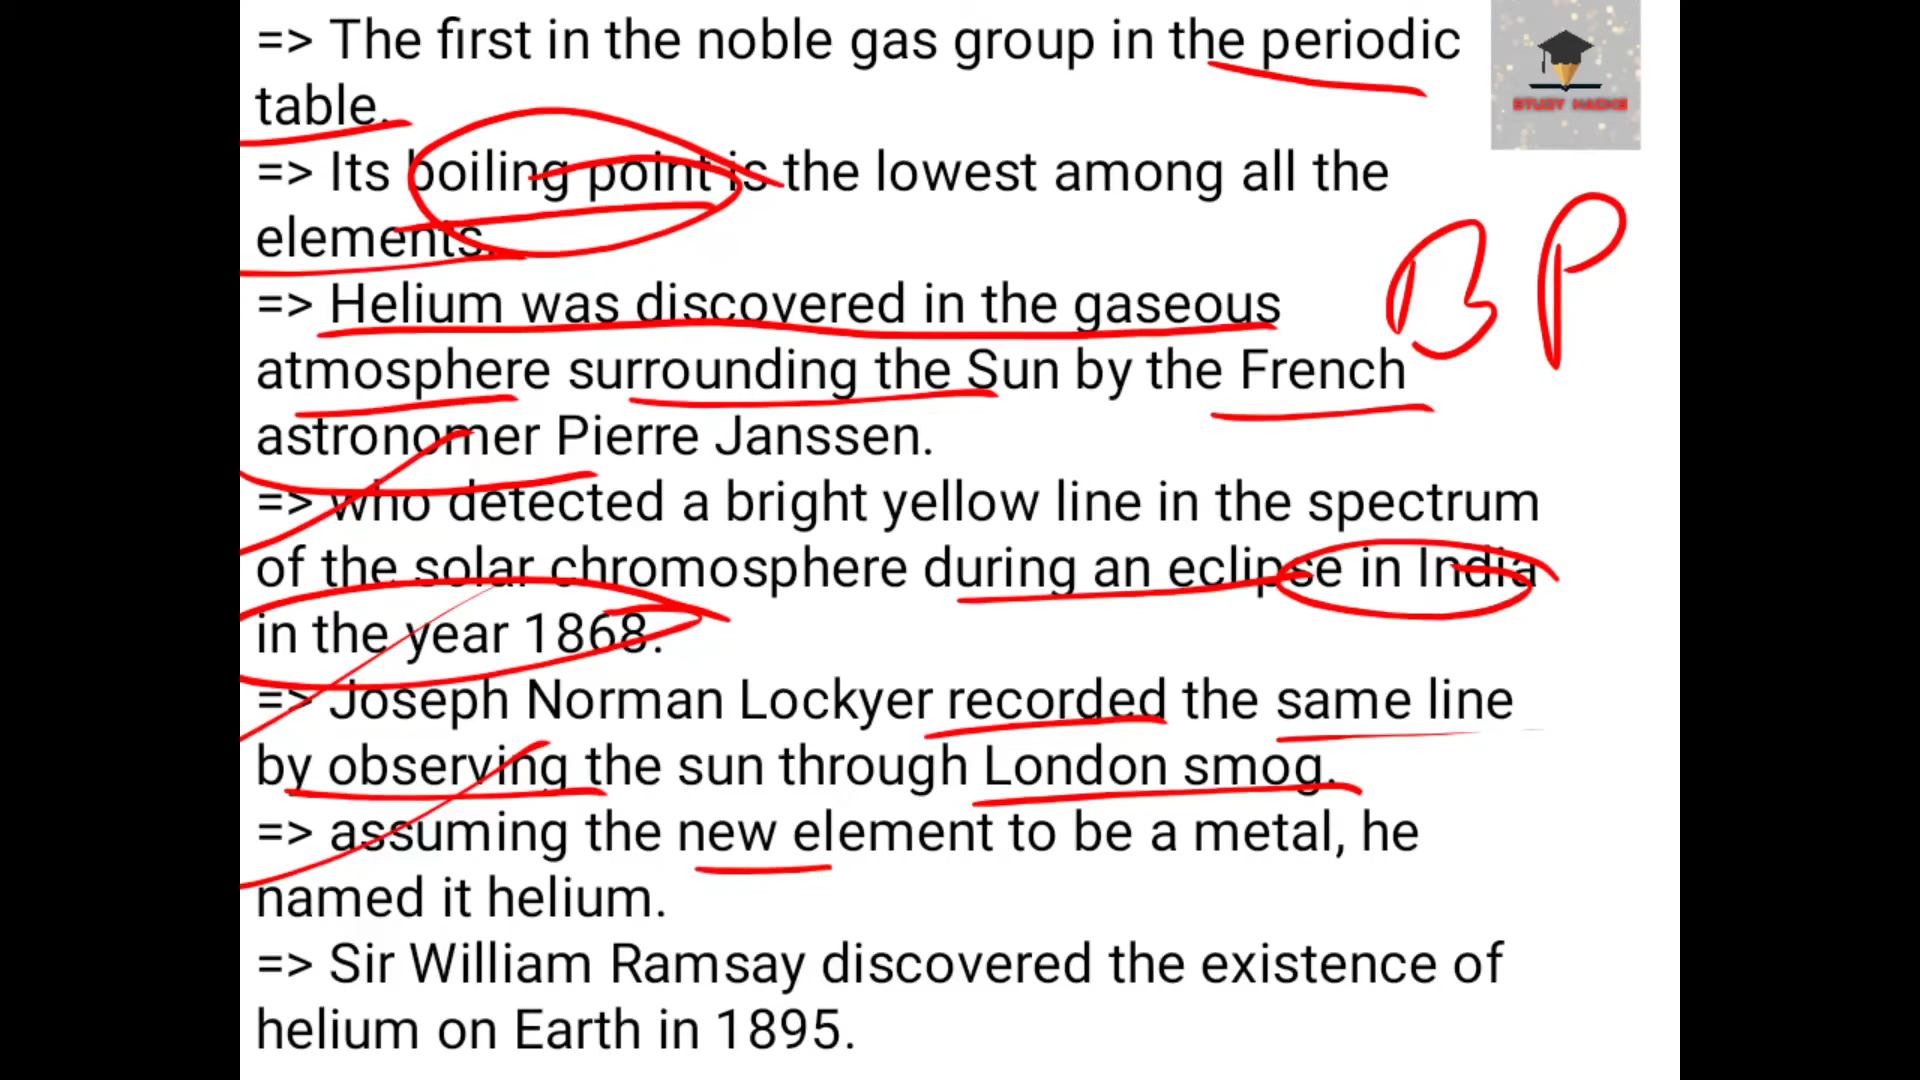 => The first in the noble gas group in the periodic
table.
STUDY HACKS
=> Its boiling point is the lowest among all the
elements.
BP
=> Helium was discovered in the gaseous
atmosphere surrounding the Sun by the French
astronomer Pierre Janssen.
=> who detected a bright yellow line in the spectrum
of the solar chromosphere during an eclipse in India
in the year 1868.
=> Joseph Norman Lockyer recorded the same line
by observing the sun through London smog.
=> assuming the new element to be a metal, he
named it helium.
=> Sir William Ramsay discovered the existence of
helium on Earth in 1895.